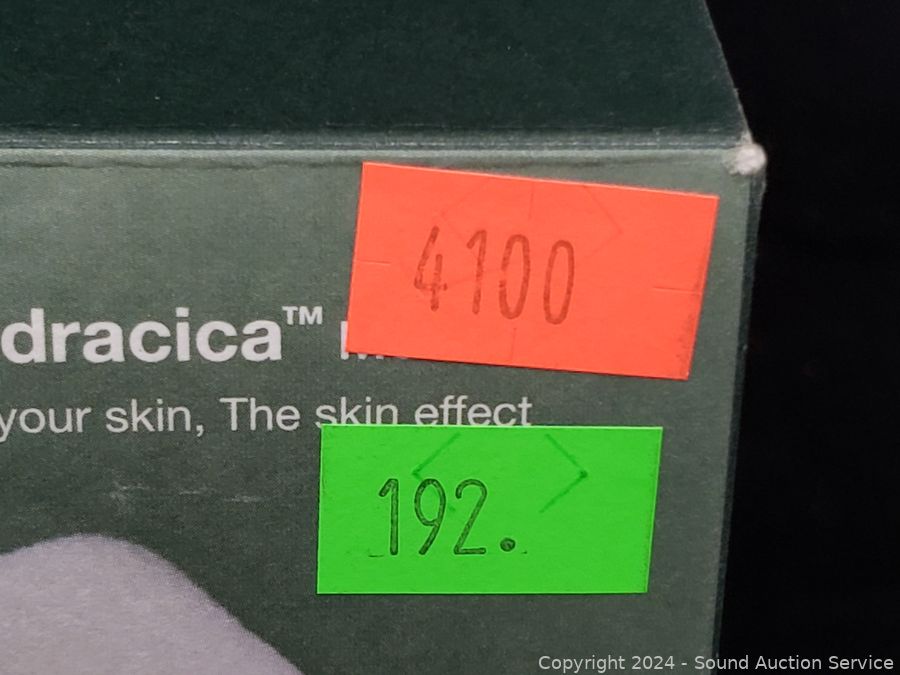 4100
dracica™
your skin, The skin effect
192.
Copyright 2024 - Sound Auction Service